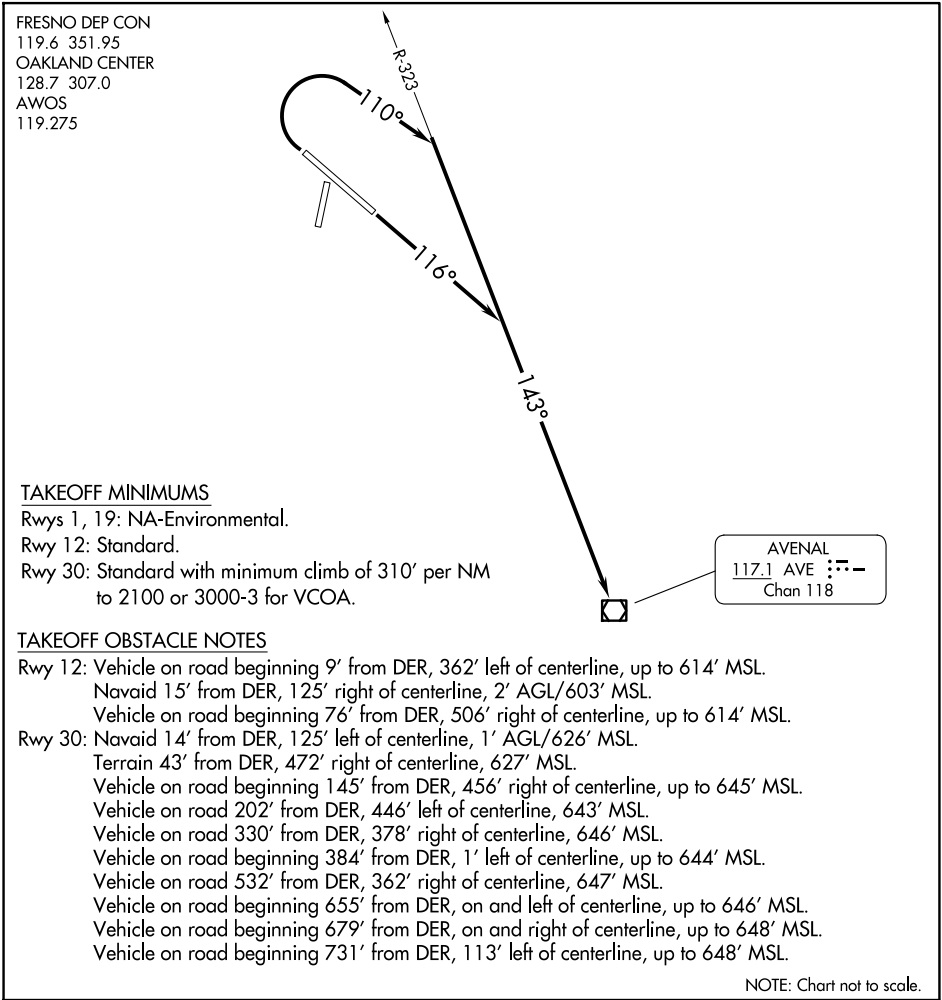 FRESNO DEP CON
119.6 351.95
OAKLAND CENTER
128.7 307.0
AWOS
119.275
R-323
110°
116°
143°
TAKEOFF MINIMUMS
Rwys 1, 19: NA-Environmental.
Rwy 12: Standard.
Rwy 30: Standard with minimum climb of 310' per NM
to 2100 or 3000-3 for VCOA.
AVENAL
117.1 AVE
Chan 118
TAKEOFF OBSTACLE NOTES
Rwy 12: Vehicle on road beginning 9' from DER, 362' left of centerline, up to 614' MSL.
Navaid 15' from DER, 125' right of centerline, 2' AGL/603' MSL.
Vehicle on road beginning 76' from DER, 506' right of centerline, up to 614' MSL.
Rwy 30: Navaid 14' from DER, 125' left of centerline, 1' AGL/626' MSL.
Terrain 43' from DER, 472' right of centerline, 627' MSL.
Vehicle on road beginning 145' from DER, 456' right of centerline, up to 645' MSL.
Vehicle on road 202' from DER, 446' left of centerline, 643' MSL.
Vehicle on road 330' from DER, 378' right of centerline, 646' MSL.
Vehicle on road beginning 384' from DER, 1' left of centerline, up to 644' MSL.
Vehicle on road 532' from DER, 362' right of centerline, 647' MSL.
Vehicle on road beginning 655' from DER, on and left of centerline, up to 646' MSL.
Vehicle on road beginning 679' from DER, on and right of centerline, up to 648' MSL.
Vehicle on road beginning 731' from DER, 113' left of centerline, up to 648' MSL.
NOTE: Chart not to scale.